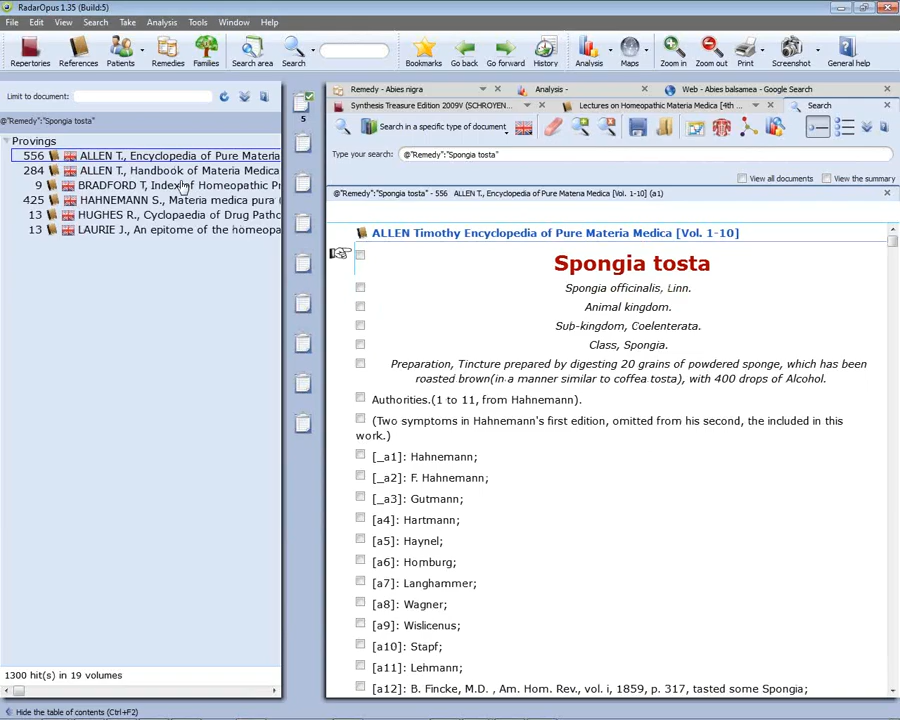 RadarOpus 1.35 (Build:5)
File Edit View Search Take Analysis Tools Window Help
Repertories References Patients Remedies Families Search area Search Bookmarks Go back Go forward History Analysis Maps Zoom in Zoom out Print Screenshot General help
Limit to document:
@"Remedy":"Spongia tosta"
Provings
556 ALLEN T., Encyclopedia of Pure Materia
284 ALLEN T., Handbook of Materia Medica
9 BRADFORD T, Index of Homeopathic Pr
425 HAHNEMANN S., Materia medica pura (
13 HUGHES R., Cyclopaedia of Drug Pathc
13 LAURIE J., An epitome of the homeopa
1300 hit(s) in 19 volumes
Hide the table of contents (Ctrl+F2)
5
Remedy - Abies nigra Analysis - Web - Abies balsamea - Google Search
Synthesis Treasure Edition 2009V (SCHROYEN... Lectures on Homeopathic Materia Medica [4th ... Search
Search in a specific type of document
Type your search: @"Remedy":"Spongia tosta"
View all documents View the summary
@"Remedy":"Spongia tosta" - 556 ALLEN T., Encyclopedia of Pure Materia Medica [Vol. 1-10] (a1)
ALLEN Timothy Encyclopedia of Pure Materia Medica [Vol. 1-10]
Spongia tosta
Spongia officinalis, Linn.
Animal kingdom.
Sub-kingdom, Coelenterata.
Class, Spongia.
Preparation, Tincture prepared by digesting 20 grains of powdered sponge, which has been
roasted brown(in a manner similar to coffea tosta), with 400 drops of Alcohol.
Authorities.(1 to 11, from Hahnemann).
(Two symptoms in Hahnemann's first edition, omitted from his second, the included in this
work.)
[_a1]: Hahnemann;
[_a2]: F. Hahnemann;
[_a3]: Gutmann;
[a4]: Hartmann;
[a5]: Haynel;
[a6]: Homburg;
[a7]: Langhammer;
[a8]: Wagner;
[a9]: Wislicenus;
[a10]: Stapf;
[a11]: Lehmann;
[a12]: B. Fincke, M.D. , Am. Hom. Rev., vol. i, 1859, p. 317, tasted some Spongia;